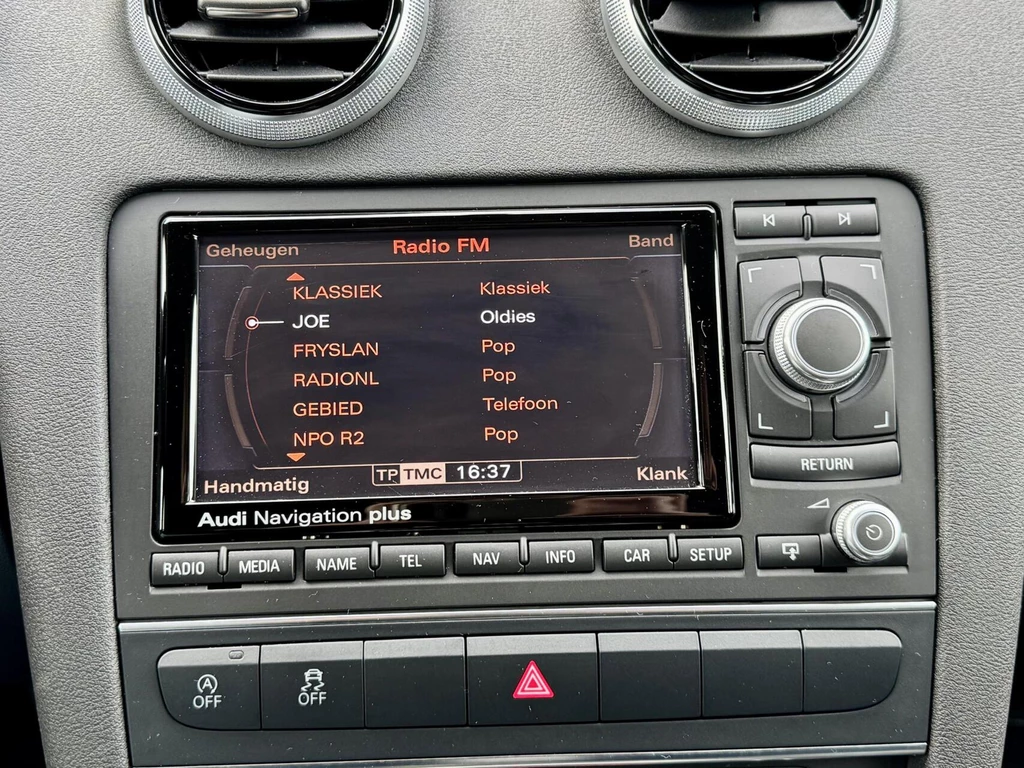 Geheugen Radio FM Band
KLASSIEK Klassiek
JOE Oldies
FRYSLAN Pop
RADIONL Pop
GEBIED Telefoon
NPO R2 Pop
Handmatig TP TMC 16:37 Klank
Audi Navigation plus
RETURN
RADIO MEDIA NAME TEL NAV INFO CAR SETUP
A OFF OFF